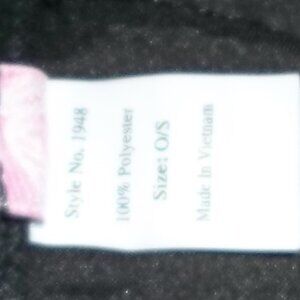 Style No. 1948
100% Polyester
Size: O/S
Made In Vietnam